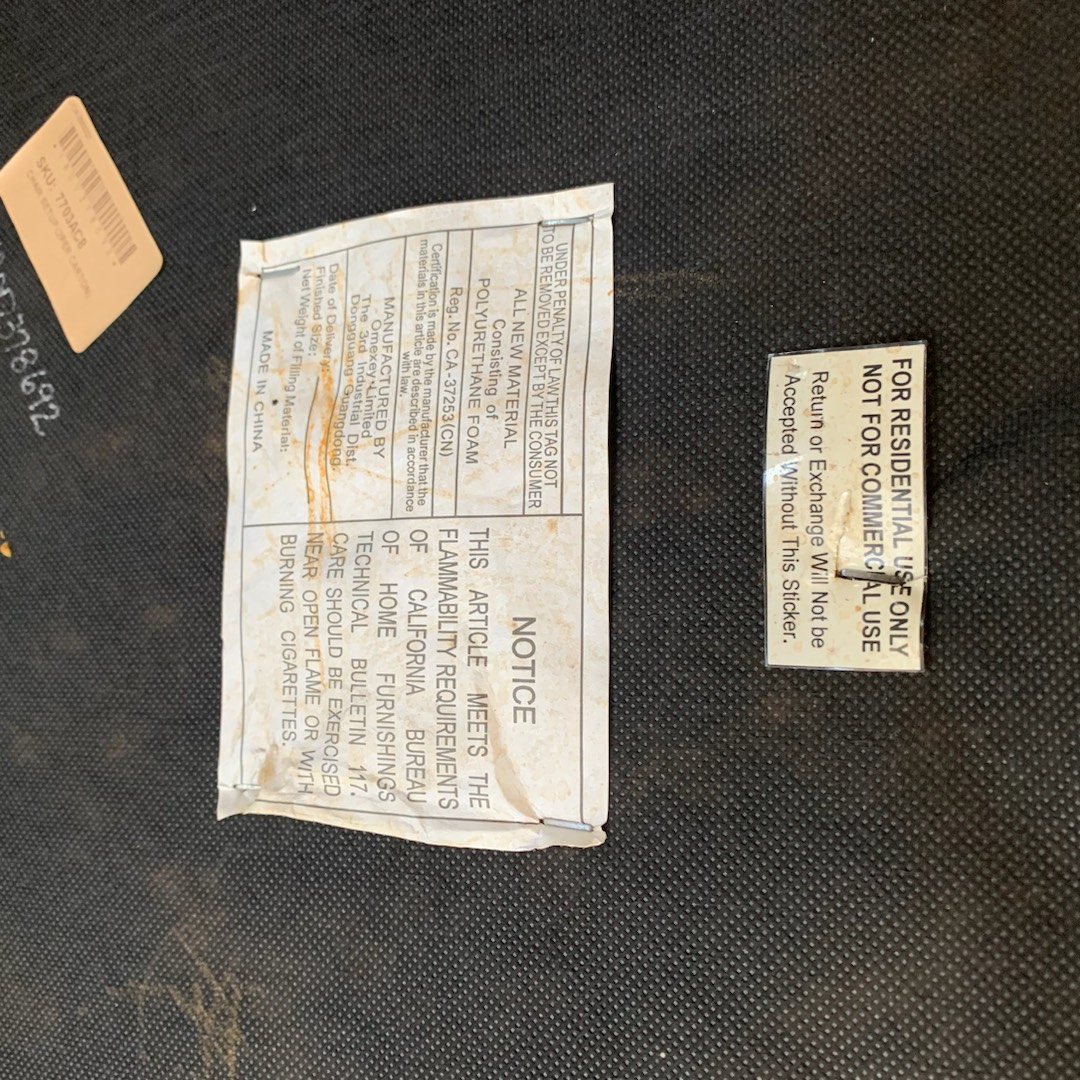 FOR RESIDENTIAL USE ONLY
NOT FOR COMMERCIAL USE
Return or Exchange Will Not be
Accepted Without This Sticker.
UNDER PENALTY OF LAW THIS TAG NOT
TO BE REMOVED EXCEPT BY THE CONSUMER
ALL NEW MATERIAL
Consisting of
POLYURETHANE FOAM
Reg. No. CA-37253(CN)
Certification is made by the manufacturer that the
materials in this article are described in accordance
with law.
MANUFACTURED BY
Omexey Limited
The 3rd Industrial Dist.
Dongguang Guangdong.
Date of Delivery:
Finished Size:
Net Weight of Filling Material:
MADE IN CHINA
NOTICE
THIS ARTICLE MEETS THE
FLAMMABILITY REQUIREMENTS
OF CALIFORNIA BUREAU
OF HOME FURNISHINGS
TECHNICAL BULLETIN 117.
CARE SHOULD BE EXERCISED
NEAR OPEN FLAME OR WITH
BURNING CIGARETTES.
SKU: 7703AC8
378692